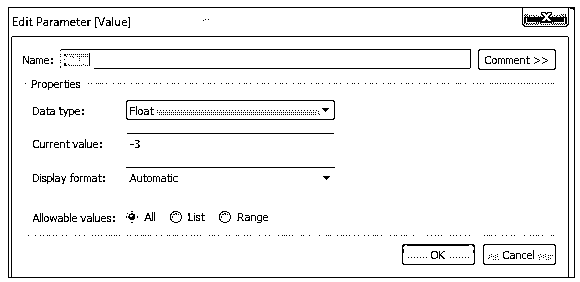 Edit Parameter [Value]
X
Name:
Comment >>
Properties
Data type: Float
Current value: -3
Display format: Automatic
Allowable values: All List Range
OK Cancel